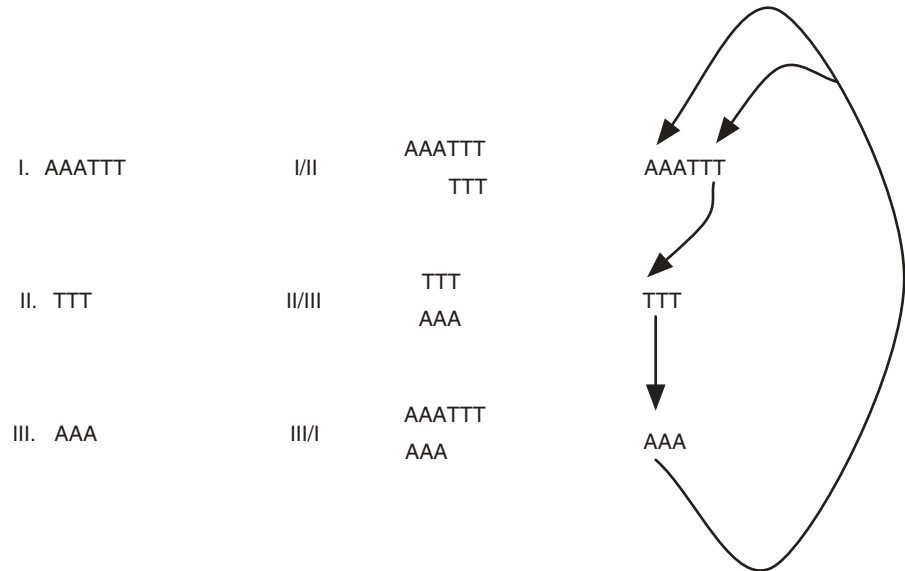 I. AAATTT I/II AAATTT AAATTT
TTT
II. TTT II/III TTT TTT
AAA
III. AAA III/I AAATTT AAA
AAA